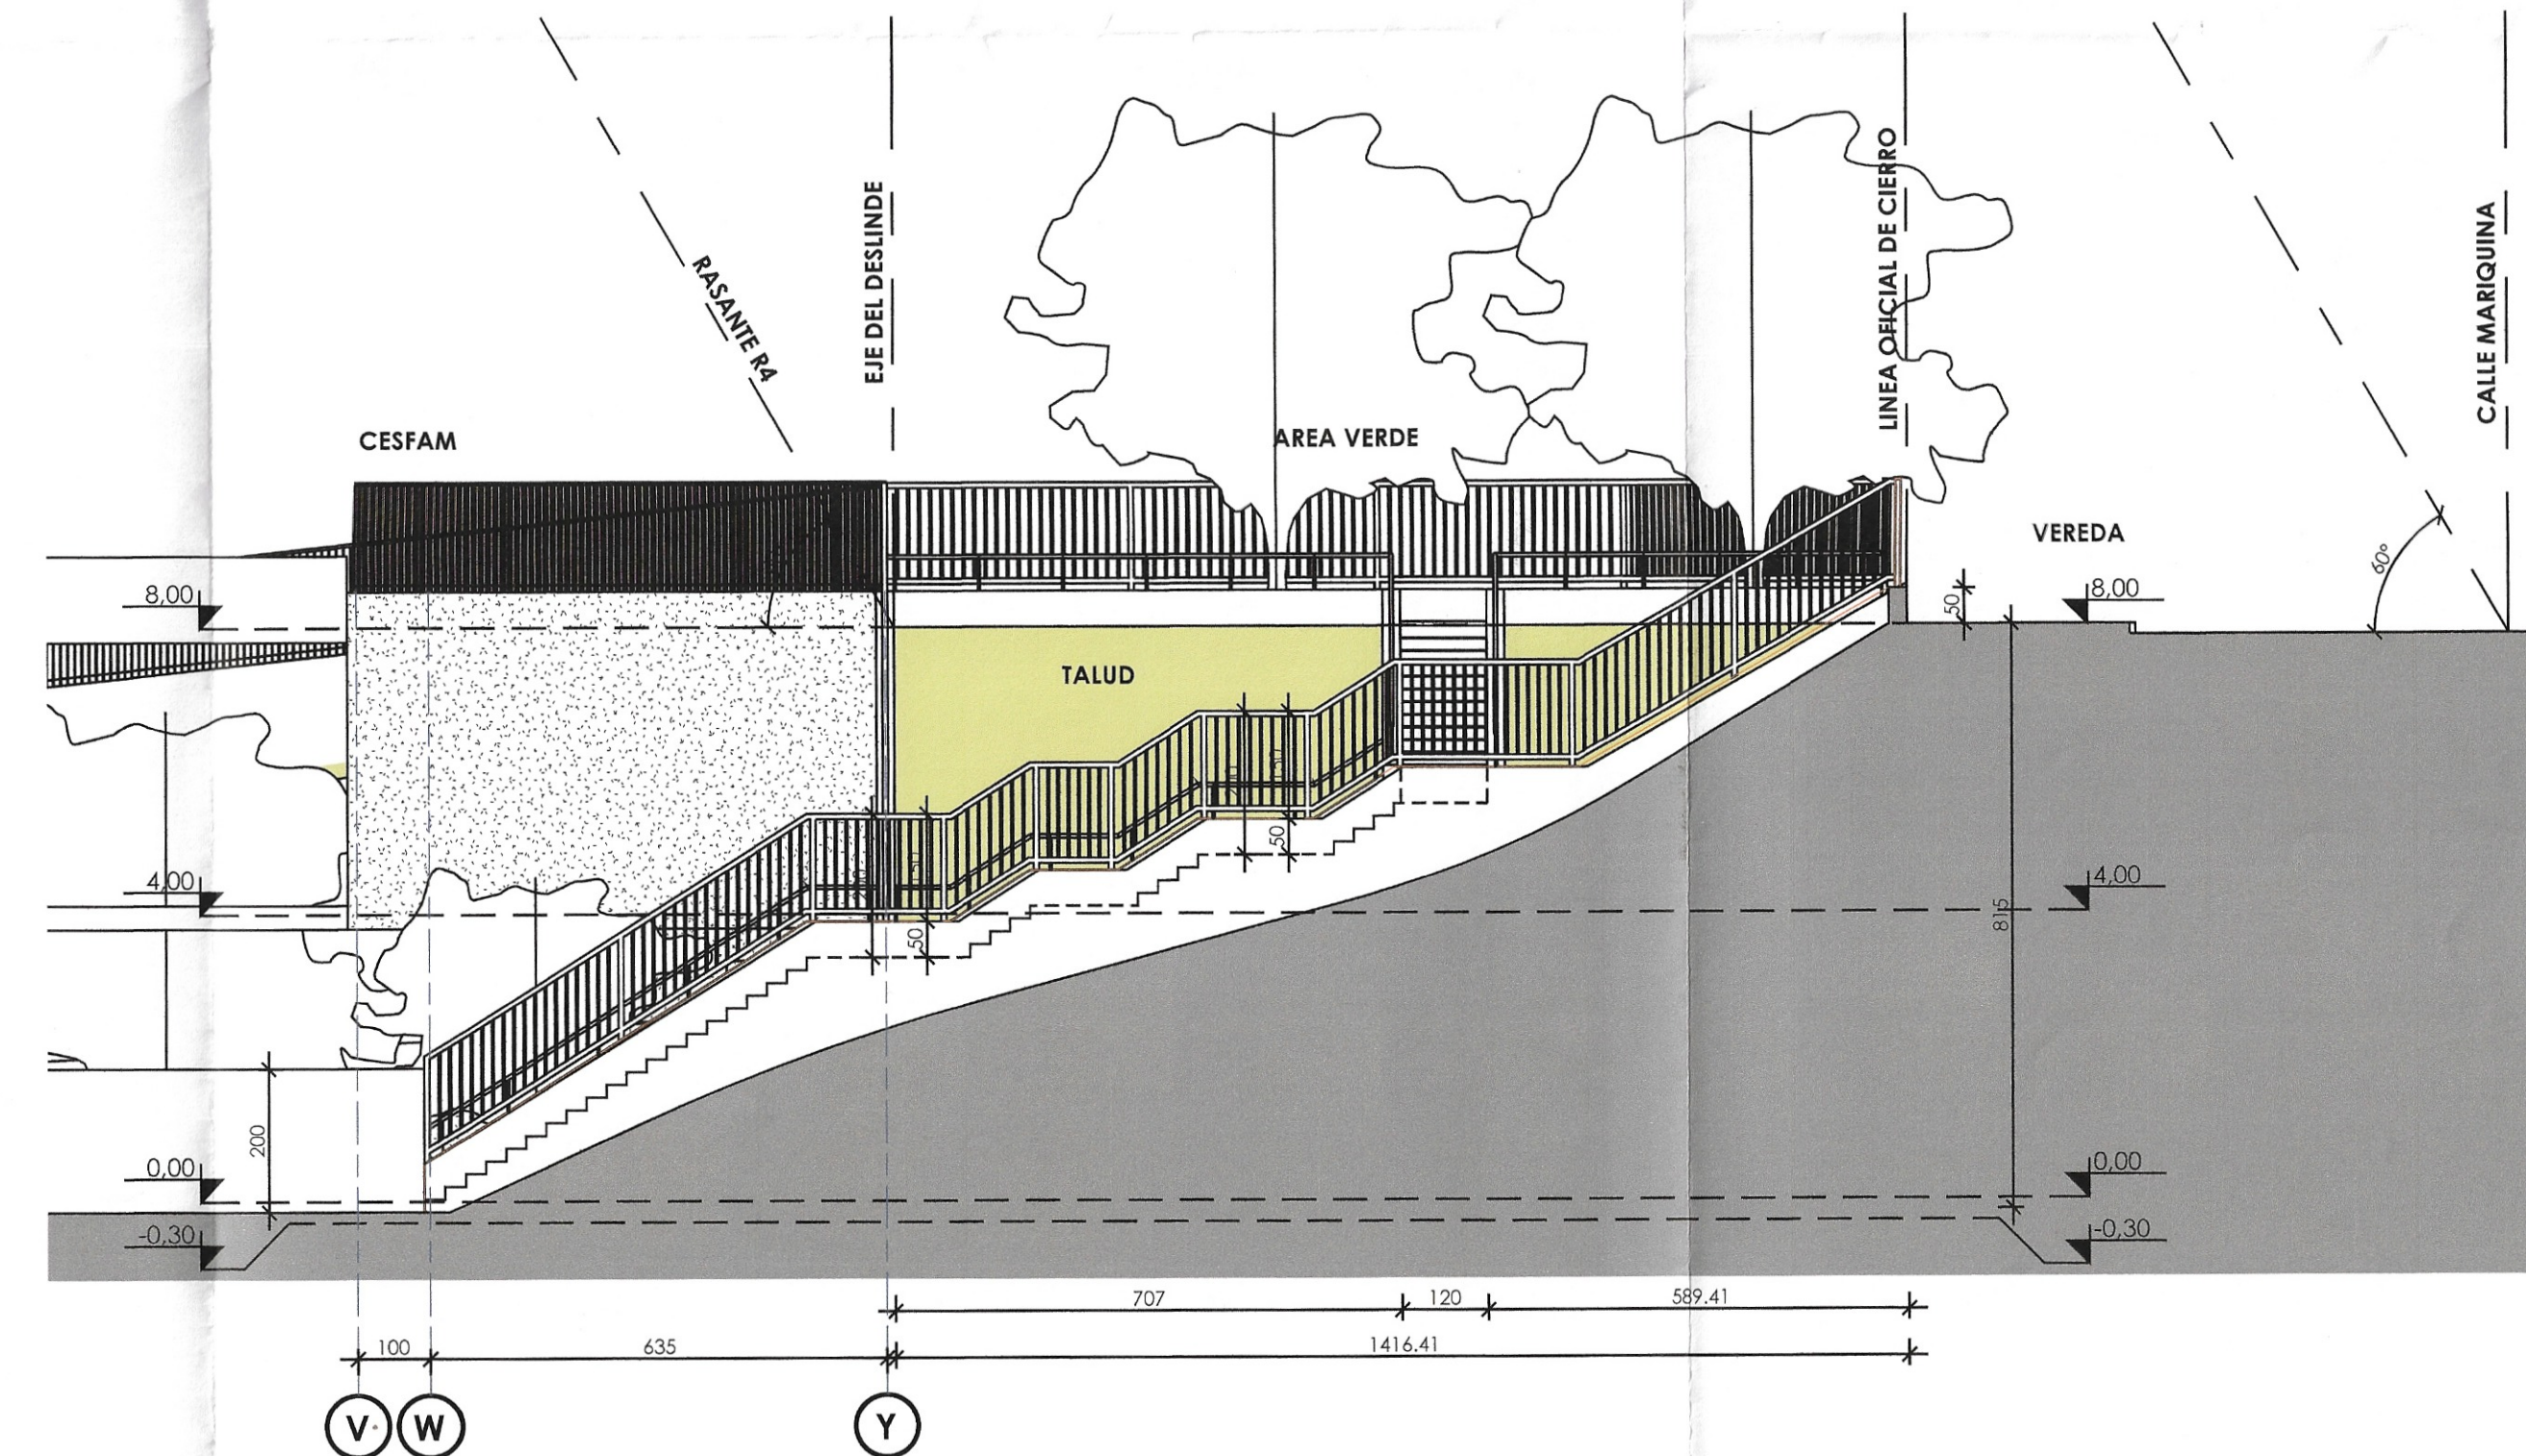 RASANTE R4
EJE DEL DESLINDE
LINEA OFICIAL DE CIERRO
CALLE MARIQUINA
CESFAM
AREA VERDE
VEREDA
60°
8,00
50
8,00
TALUD
50
4,00
4,00
815
50
200
0,00
0,00
-0,30
-0,30
707
120
589.41
100
635
1416.41
V
W
Y